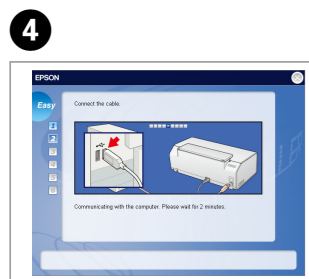 4
EPSON
Easy
Connect the cable.
Communicating with the computer. Please wait for 2 minutes.